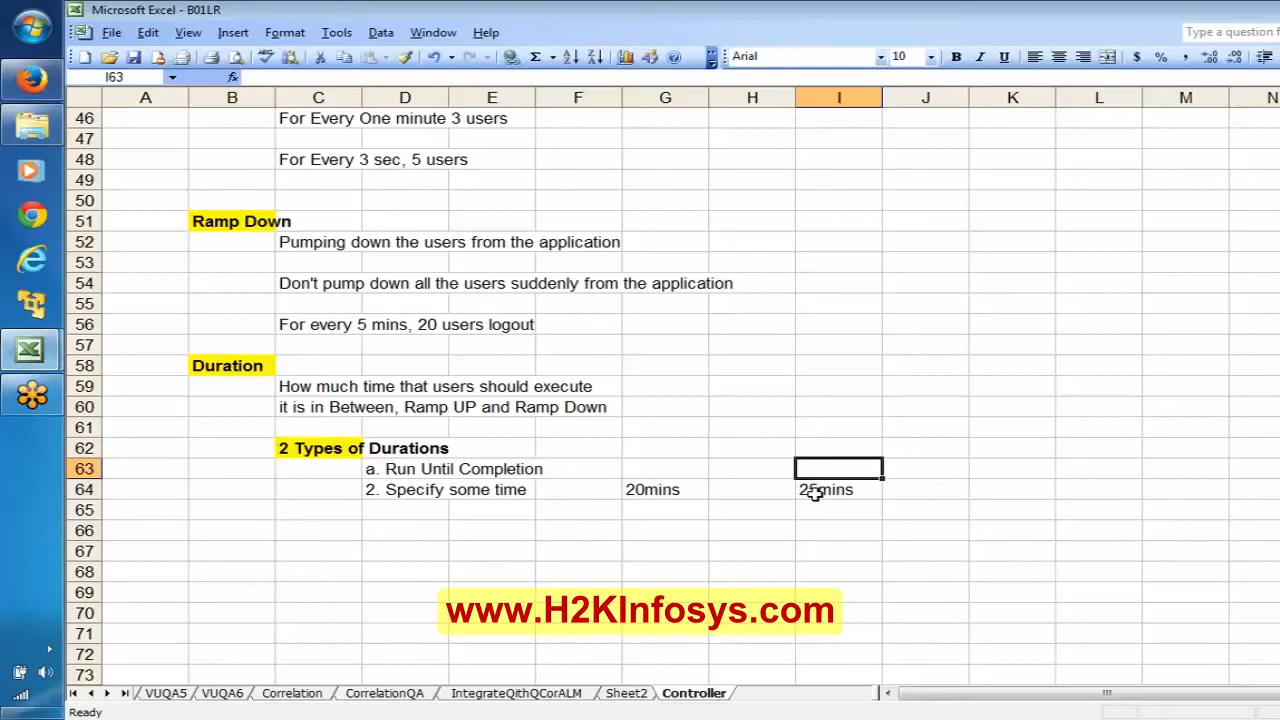 Microsoft Excel - B01LR
File Edit View Insert Format Tools Data Window Help
Type a question f
Arial 10 B I U $ %
I63 fx
A B C D E F G H I J K L M N
46 For Every One minute 3 users
47
48 For Every 3 sec, 5 users
49
50
51 Ramp Down
52 Pumping down the users from the application
53
54 Don't pump down all the users suddenly from the application
55
56 For every 5 mins, 20 users logout
57
58 Duration
59 How much time that users should execute
60 it is in Between, Ramp UP and Ramp Down
61
62 2 Types of Durations
63 a. Run Until Completion
64 2. Specify some time 20mins 25mins
65
66
67
68
69
70
71
72
73
www.H2KInfosys.com
VUQA5 VUQA6 Correlation CorrelationQA IntegrateQithQCorALM Sheet2 Controller
Ready